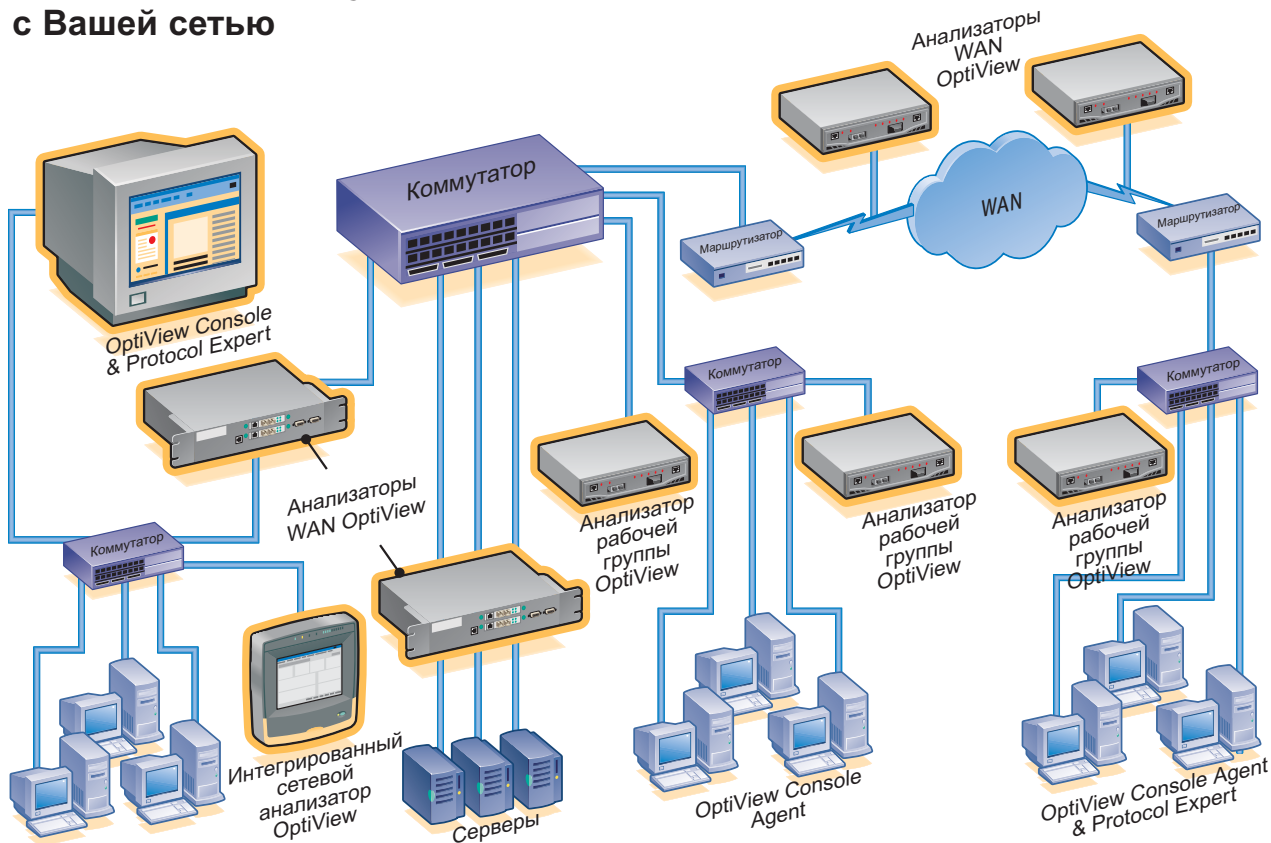 с Вашей сетью
Анализаторы
WAN
OptiView
Коммутатор
WAN
Маршрутизатор
Маршрутизатор
OptiView Console
& Protocol Expert
Коммутатор
Коммутатор
Анализаторы
WAN OptiView
Анализатор
рабочей
группы
OptiView
Анализатор
рабочей
группы
OptiView
Анализатор
рабочей
группы
OptiView
Коммутатор
Интегрированный
сетевой
анализатор
OptiView
Серверы
OptiView Console
Agent
OptiView Console Agent
& Protocol Expert